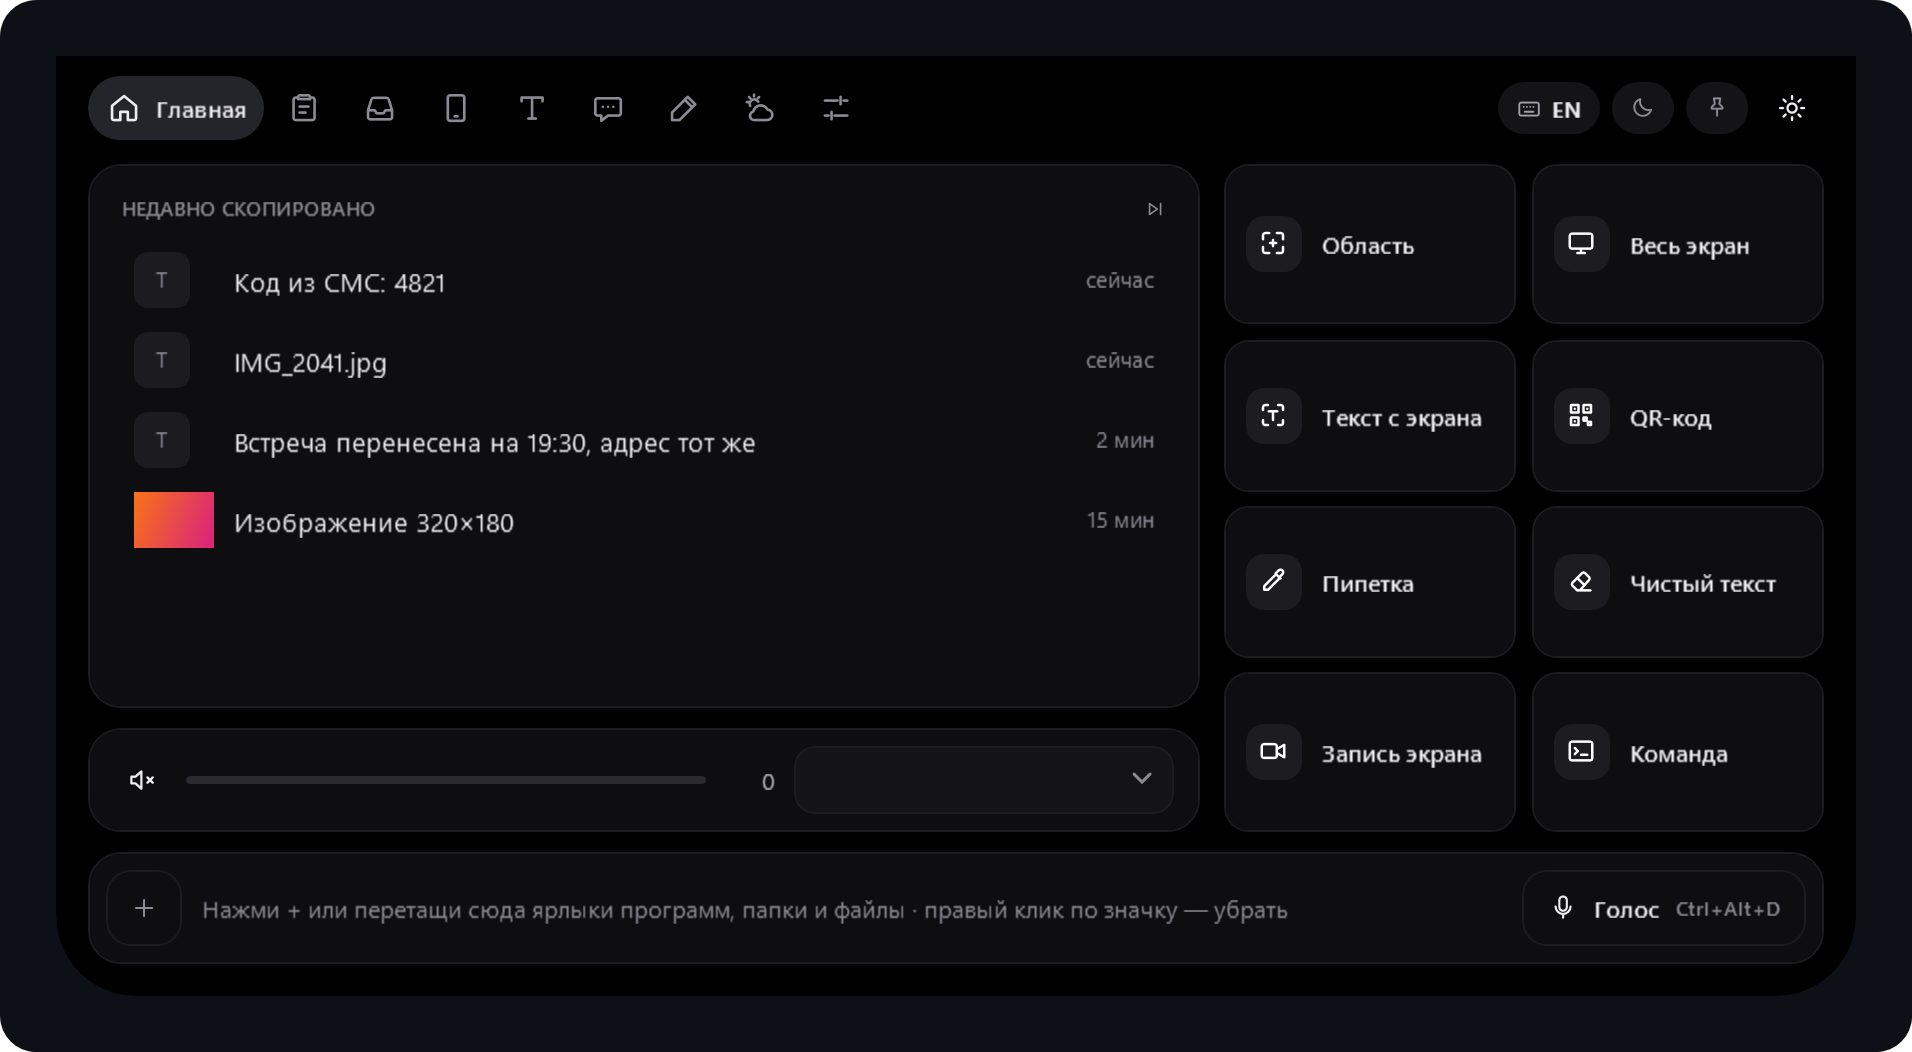 Главная
EN
НЕДАВНО СКОПИРОВАНО
T
Код из СМС: 4821
сейчас
T
IMG_2041.jpg
сейчас
T
Встреча перенесена на 19:30, адрес тот же
2 мин
Изображение 320×180
15 мин
0
Область
Весь экран
Текст с экрана
QR-код
Пипетка
Чистый текст
Запись экрана
Команда
Нажми + или перетащи сюда ярлыки программ, папки и файлы · правый клик по значку — убрать
Голос Ctrl+Alt+D